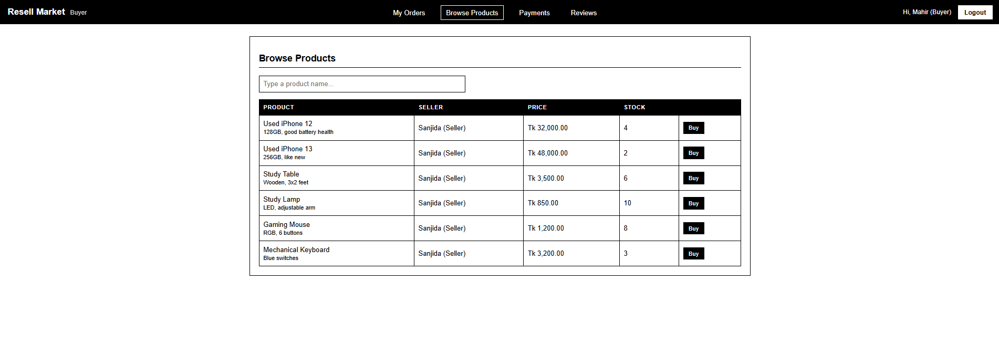 Resell Market Buyer My Orders Browse Products Payments Reviews Hi, Mahir (Buyer) Logout
Browse Products
Type a product name...
PRODUCT SELLER PRICE STOCK
Used iPhone 12
128GB, good battery health
Sanjida (Seller) Tk 32,000.00 4 Buy
Used iPhone 13
256GB, like new
Sanjida (Seller) Tk 48,000.00 2 Buy
Study Table
Wooden, 3x2 feet
Sanjida (Seller) Tk 3,500.00 6 Buy
Study Lamp
LED, adjustable arm
Sanjida (Seller) Tk 850.00 10 Buy
Gaming Mouse
RGB, 6 buttons
Sanjida (Seller) Tk 1,200.00 8 Buy
Mechanical Keyboard
Blue switches
Sanjida (Seller) Tk 3,200.00 3 Buy